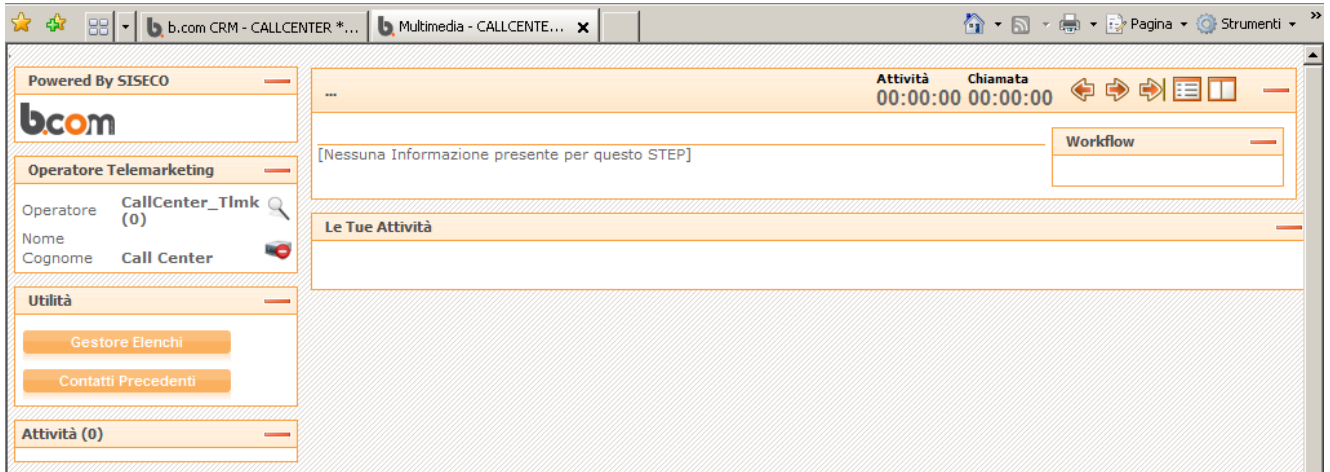 b.com CRM - CALLCENTER *...
Multimedia - CALLCENTE...
Pagina
Strumenti
»
Powered By SISECO
b.com
Operatore Telemarketing
Operatore CallCenter_Tlmk (0)
Nome
Cognome Call Center
Utilità
Gestore Elenchi
Contatti Precedenti
Attività (0)
...
Attività Chiamata
00:00:00 00:00:00
[Nessuna Informazione presente per questo STEP]
Workflow
Le Tue Attività